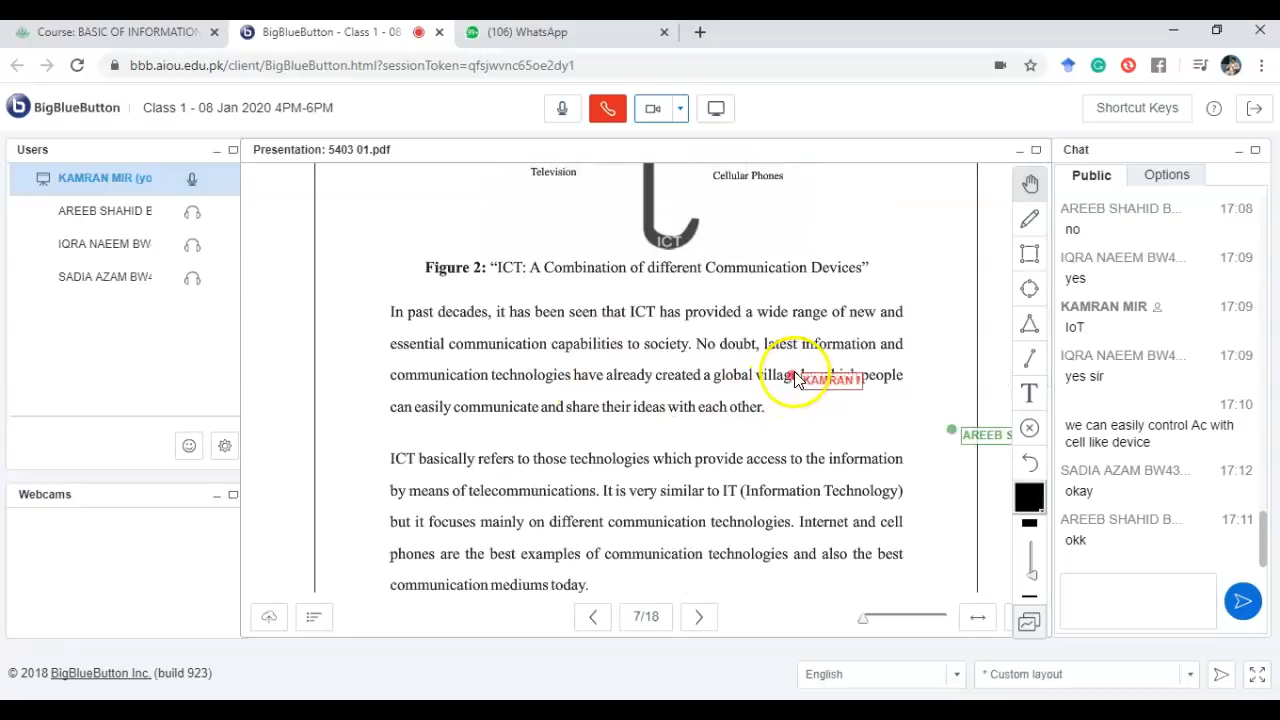 Course: BASIC OF INFORMATION
BigBlueButton - Class 1 - 08
(106) WhatsApp
bbb.aiou.edu.pk/client/BigBlueButton.html?sessionToken=qfsjwvnc65oe2dy1
BigBlueButton
Class 1 - 08 Jan 2020 4PM-6PM
Shortcut Keys
Users
KAMRAN MIR (yo
AREEB SHAHID B
IQRA NAEEM BW
SADIA AZAM BW4
Webcams
Presentation: 5403 01.pdf
Television
Cellular Phones
ICT
Figure 2: “ICT: A Combination of different Communication Devices”
In past decades, it has been seen that ICT has provided a wide range of new and
essential communication capabilities to society. No doubt, latest information and
communication technologies have already created a global village people
KAMRAN
can easily communicate and share their ideas with each other.
AREEB S
ICT basically refers to those technologies which provide access to the information
by means of telecommunications. It is very similar to IT (Information Technology)
but it focuses mainly on different communication technologies. Internet and cell
phones are the best examples of communication technologies and also the best
communication mediums today.
7/18
T
Chat
Public
Options
AREEB SHAHID B... 17:08
no
IQRA NAEEM BW4... 17:09
yes
KAMRAN MIR 17:09
IoT
IQRA NAEEM BW4... 17:09
yes sir
17:10
we can easily control Ac with
cell like device
SADIA AZAM BW43... 17:12
okay
AREEB SHAHID B... 17:11
okk
© 2018 BigBlueButton Inc. (build 923)
English
* Custom layout